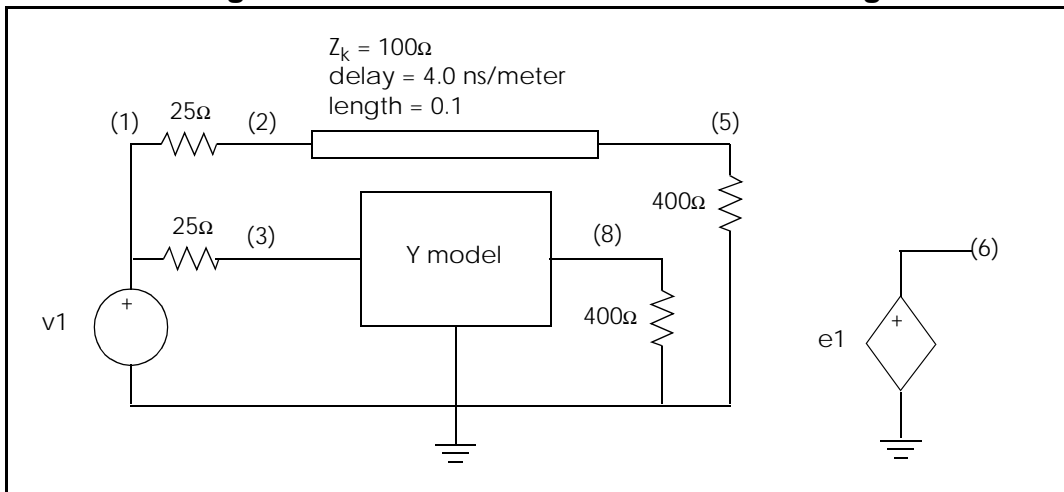 Z_k = 100Ω
delay = 4.0 ns/meter
length = 0.1
(1)
25Ω
(2)
(5)
400Ω
25Ω
(3)
Y model
(8)
(6)
+
v1
400Ω
+
e1